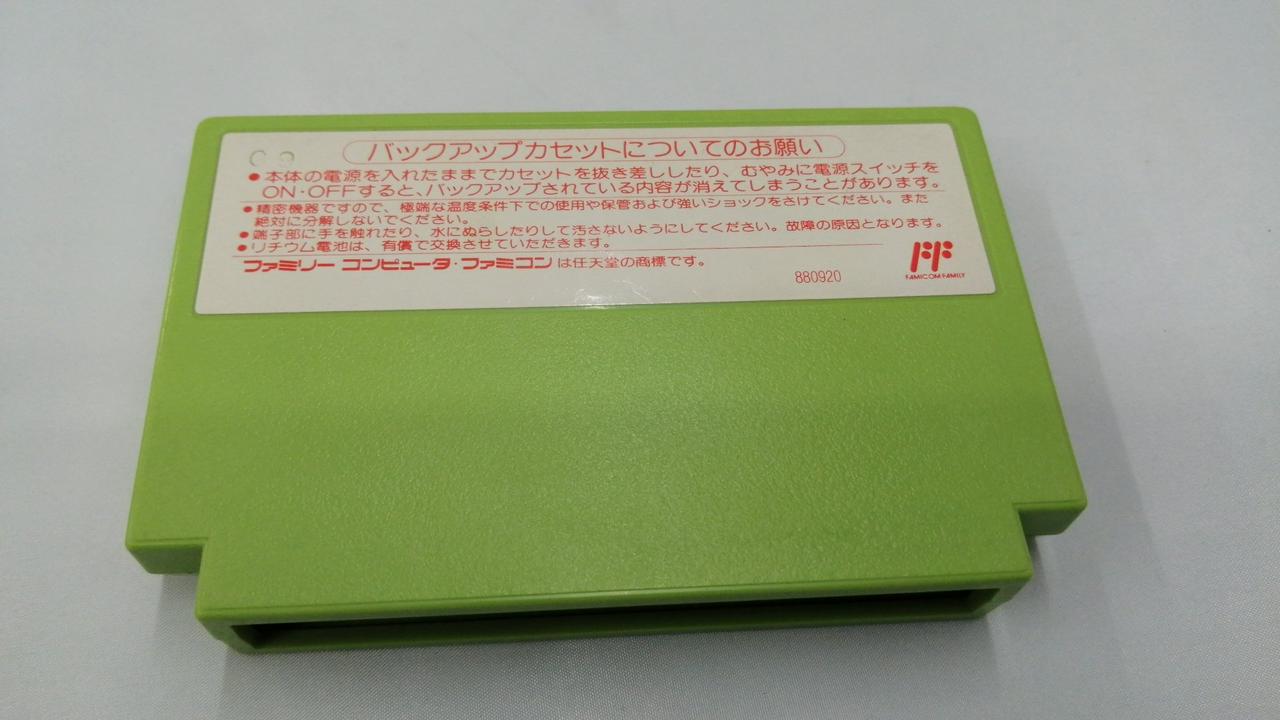 バックアップカセットについてのお願い
●本体の電源を入れたままでカセットを抜き差ししたり、むやみに電源スイッチを
ON・OFFすると、バックアップされている内容が消えてしまうことがあります。
●精密機器ですので、極端な温度条件下での使用や保管および強いショックをさけてください。また
絶対に分解しないでください。
●端子部に手を触れたり、水にぬらしたりして汚さないようにしてください。故障の原因となります。
●リチウム電池は、有償で交換させていただきます。
ファミリー コンピュータ・ファミコンは任天堂の商標です。
880920
FAMICOM FAMILY